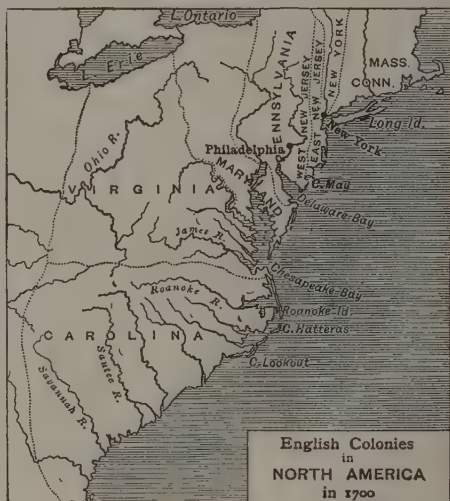 L. Ontario
L. Erie
PENNSYLVANIA
WEST NEW JERSEY
EAST NEW JERSEY
NEW YORK
MASS.
CONN.
Long-Id.
New York
Philadelphia
Ohio R.
MARYLAND
C. May
Delaware-Bay
VIRGINIA
James R.
Chesapeake-Bay
Roanoke R.
Roanoke-Id.
C. Hatteras
CAROLINA
C. Lookout
Santee R.
Savannah R.
English Colonies
in
NORTH AMERICA
in 1700